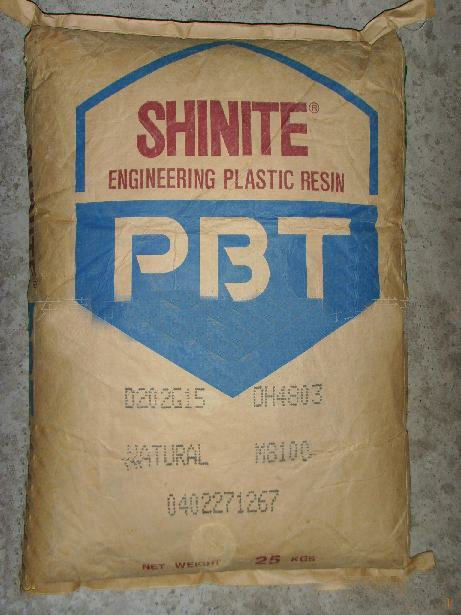 SHINITE®
ENGINEERING PLASTIC RESIN
PBT
D202G15 DH4803
NATURAL M8100
0402271267
NET WEIGHT 25 KGS